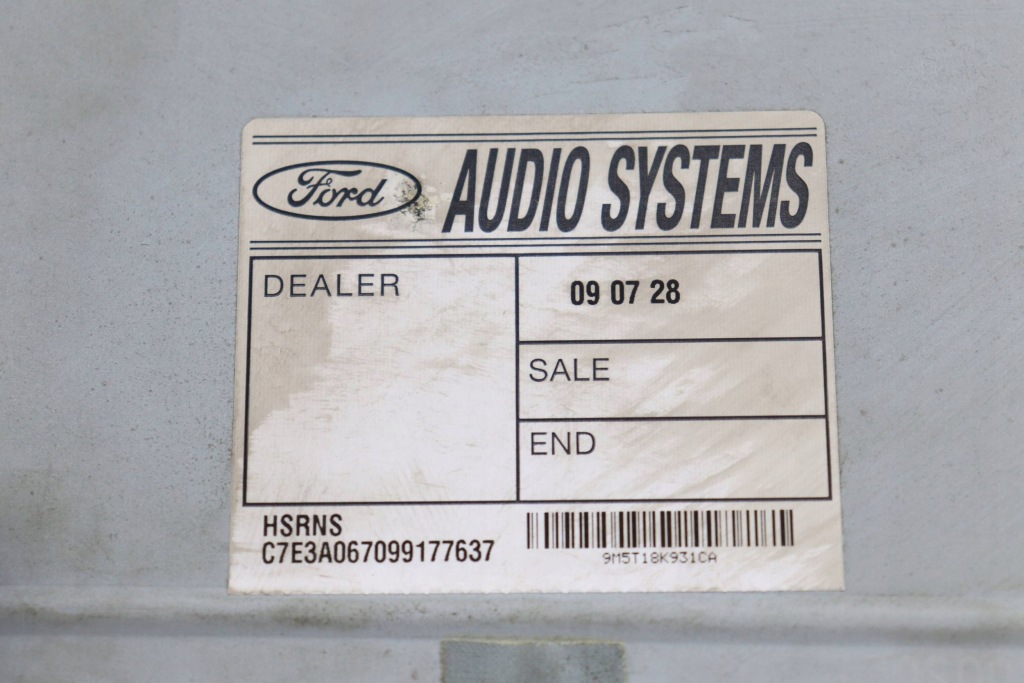 Ford
AUDIO SYSTEMS
DEALER
09 07 28
SALE
END
HSRNS
C7E3A067099177637
9M5T18K931CA